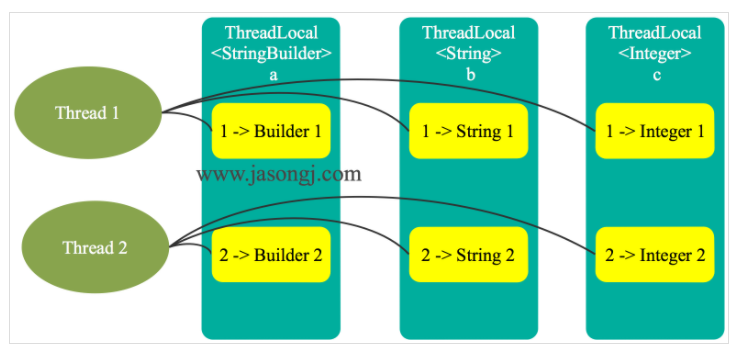 ThreadLocal
<StringBuilder>
a
ThreadLocal
<String>
b
ThreadLocal
<Integer>
c
Thread 1
1 -> Builder 1
1 -> String 1
1 -> Integer 1
www.jasongj.com
Thread 2
2 -> Builder 2
2 -> String 2
2 -> Integer 2